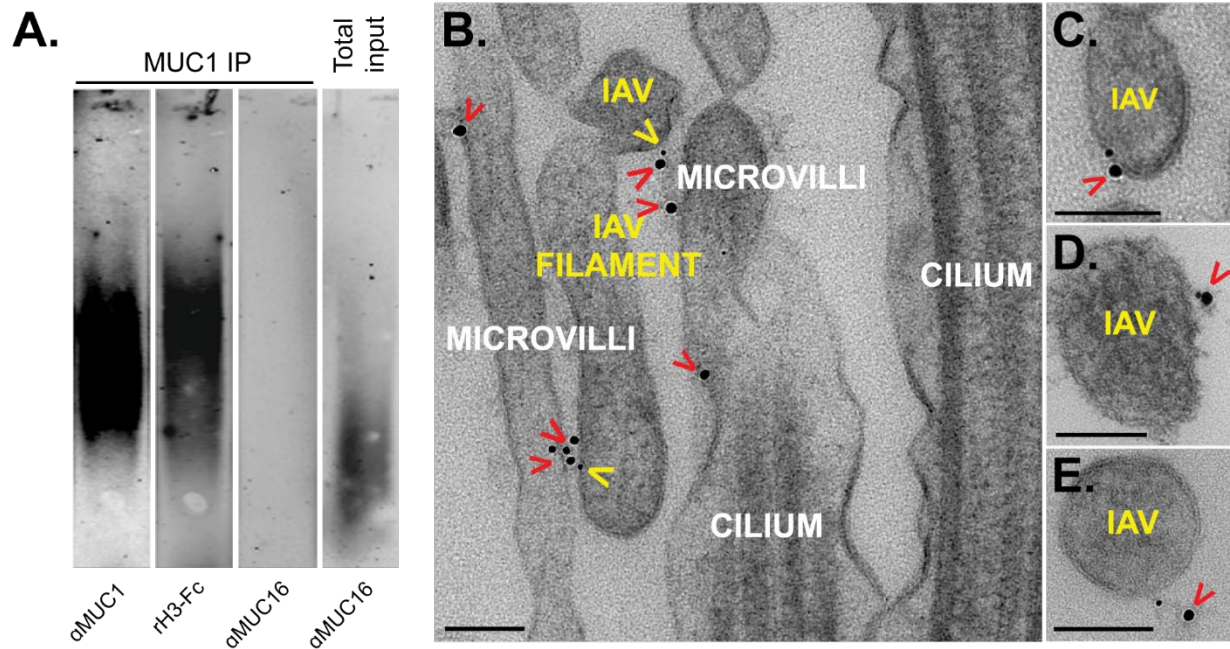 A.
MUC1 IP
Total
input
αMUC1
rH3-Fc
αMUC16
αMUC16
B.
IAV
MICROVILLI
IAV
FILAMENT
CILIUM
MICROVILLI
CILIUM
C.
IAV
D.
IAV
E.
IAV